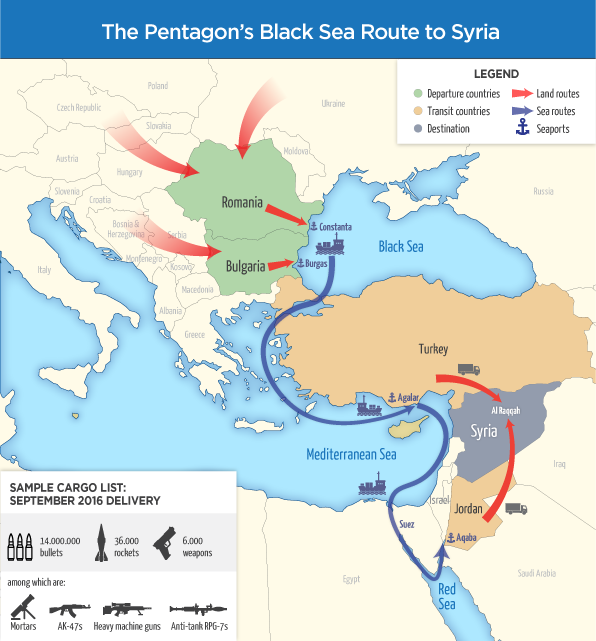 The Pentagon's Black Sea Route to Syria
LEGEND
Departure countries
Land routes
Transit countries
Sea routes
Destination
Seaports
Poland
Ukraine
Czech Republic
Slovakia
Moldova
Austria
Hungary
Slovenia
Croatia
Romania
Russia
Constanta
Bosnia &
Herzegovina
Serbia
Black Sea
Italy
Montenegro
Kosovo
Bulgaria
Burgas
Macedonia
Albania
Greece
Turkey
Agalar
Al Raqqah
Syria
Mediterranean Sea
Iraq
Israel
Jordan
Suez
Aqaba
Egypt
Saudi Arabia
Red
Sea
SAMPLE CARGO LIST:
SEPTEMBER 2016 DELIVERY
14.000.000
bullets
36.000
rockets
6.000
weapons
among which are:
Mortars
AK-47s
Heavy machine guns
Anti-tank RPG-7s